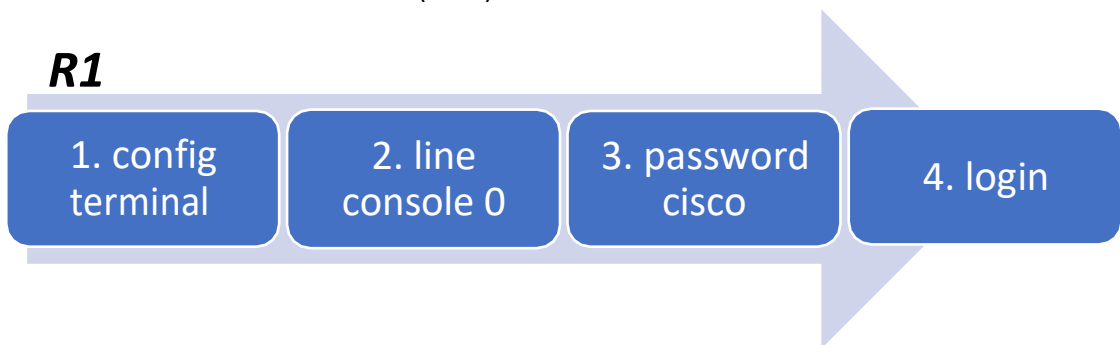 R1
1. config
terminal
2. line
console 0
3. password
cisco
4. login